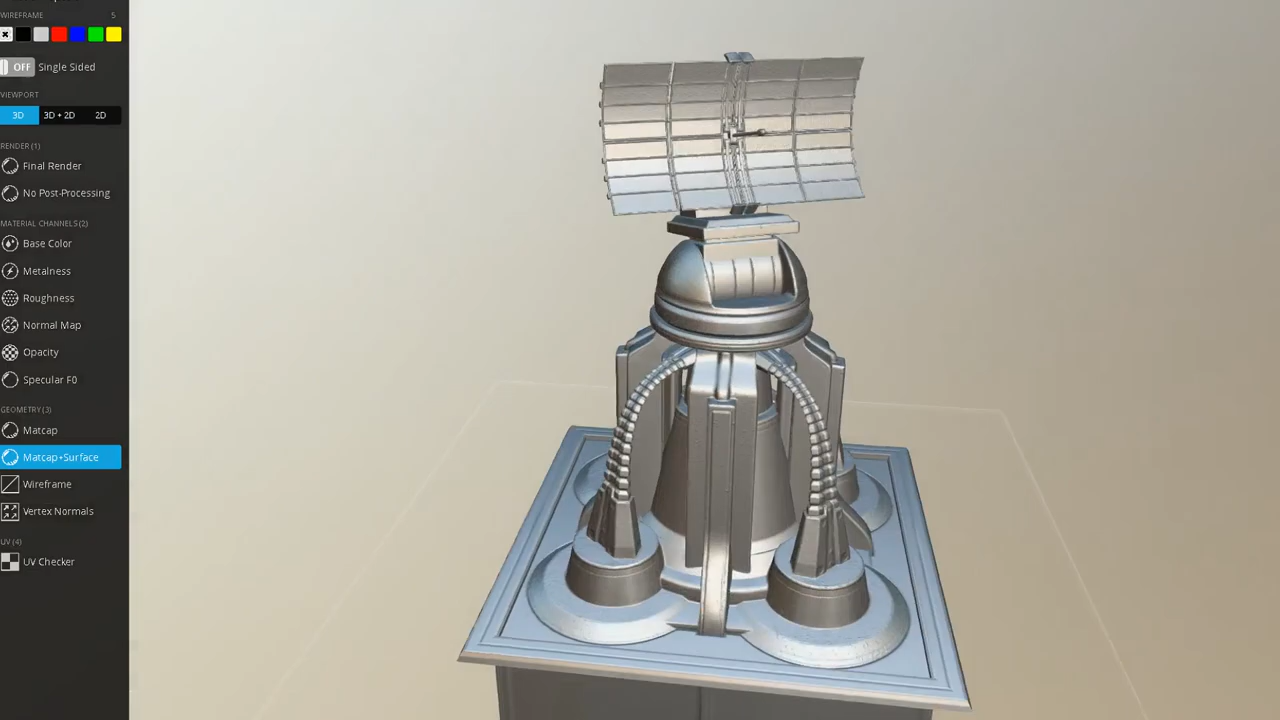 WIREFRAME 5
OFF Single Sided
VIEWPORT
3D 3D + 2D 2D
RENDER (1)
Final Render
No Post-Processing
MATERIAL CHANNELS (2)
Base Color
Metalness
Roughness
Normal Map
Opacity
Specular F0
GEOMETRY (3)
Matcap
Matcap+Surface
Wireframe
Vertex Normals
UV (4)
UV Checker